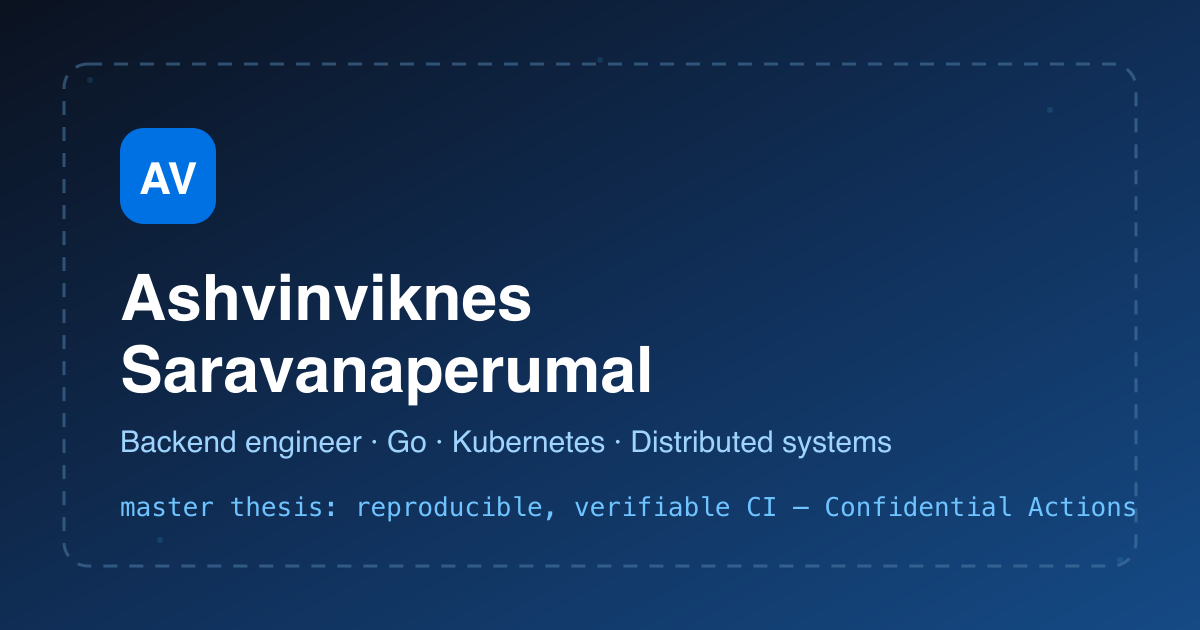 AV
Ashvinviknes
Saravanaperumal
Backend engineer · Go · Kubernetes · Distributed systems
master thesis: reproducible, verifiable CI — Confidential Actions